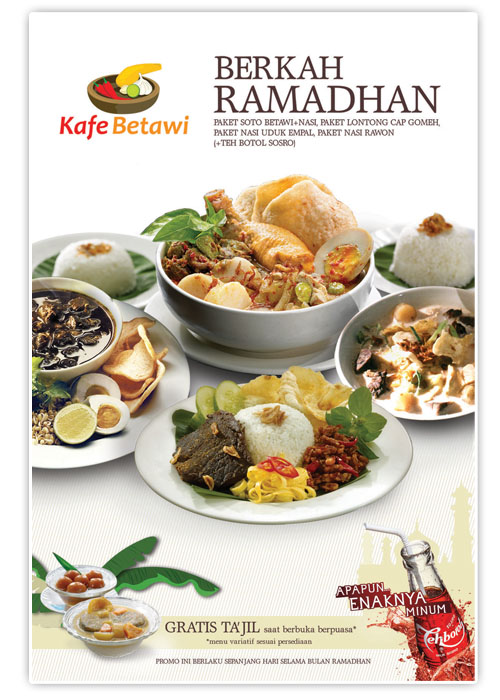 Kafe Betawi
BERKAH
RAMADHAN
PAKET SOTO BETAWI+NASI, PAKET LONTONG CAP GOMEH,
PAKET NASI UDUK EMPAL, PAKET NASI RAWON
(+TEH BOTOL SOSRO)
APAPUN
ENAKNYA
MINUM
GRATIS TA'JIL saat berbuka berpuasa*
*menu variatif sesuai persediaan
PROMO INI BERLAKU SEPANJANG HARI SELAMA BULAN RAMADHAN